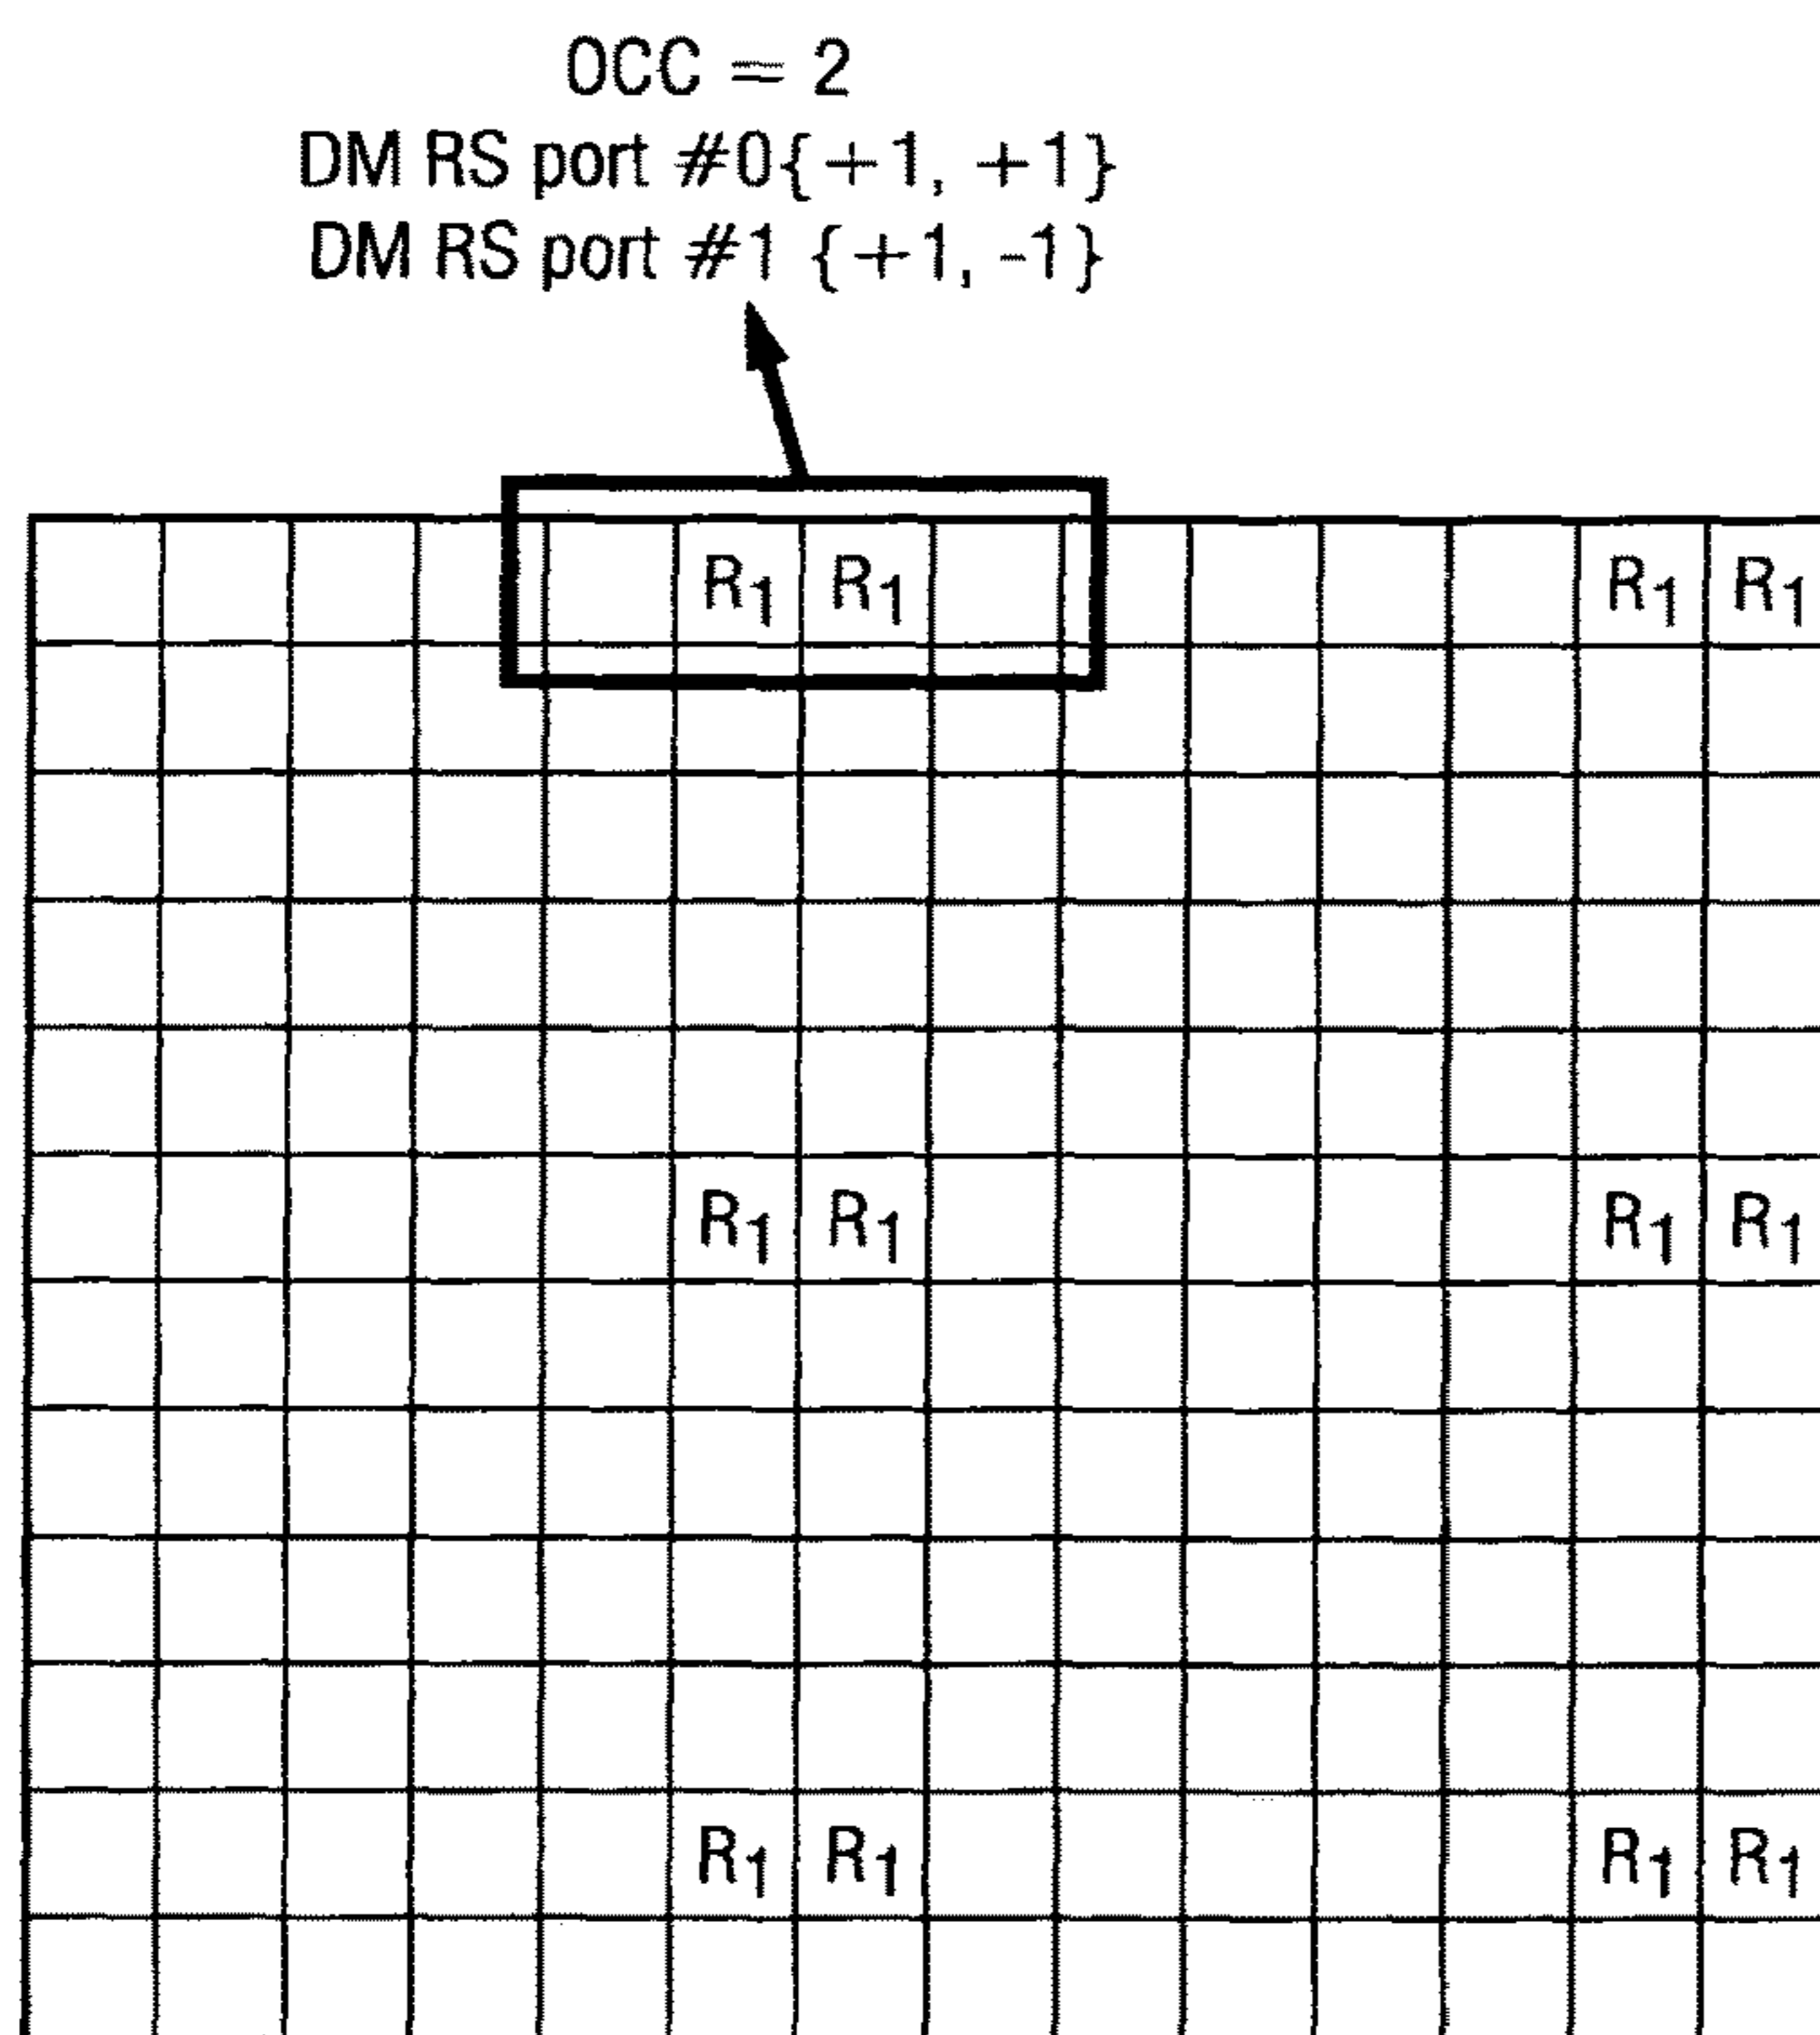 OCC = 2
DM RS port #0{+1, +1}
DM RS port #1 {+1, -1}
R1 R1 R1 R1
R1 R1 R1 R1
R1 R1 R1 R1